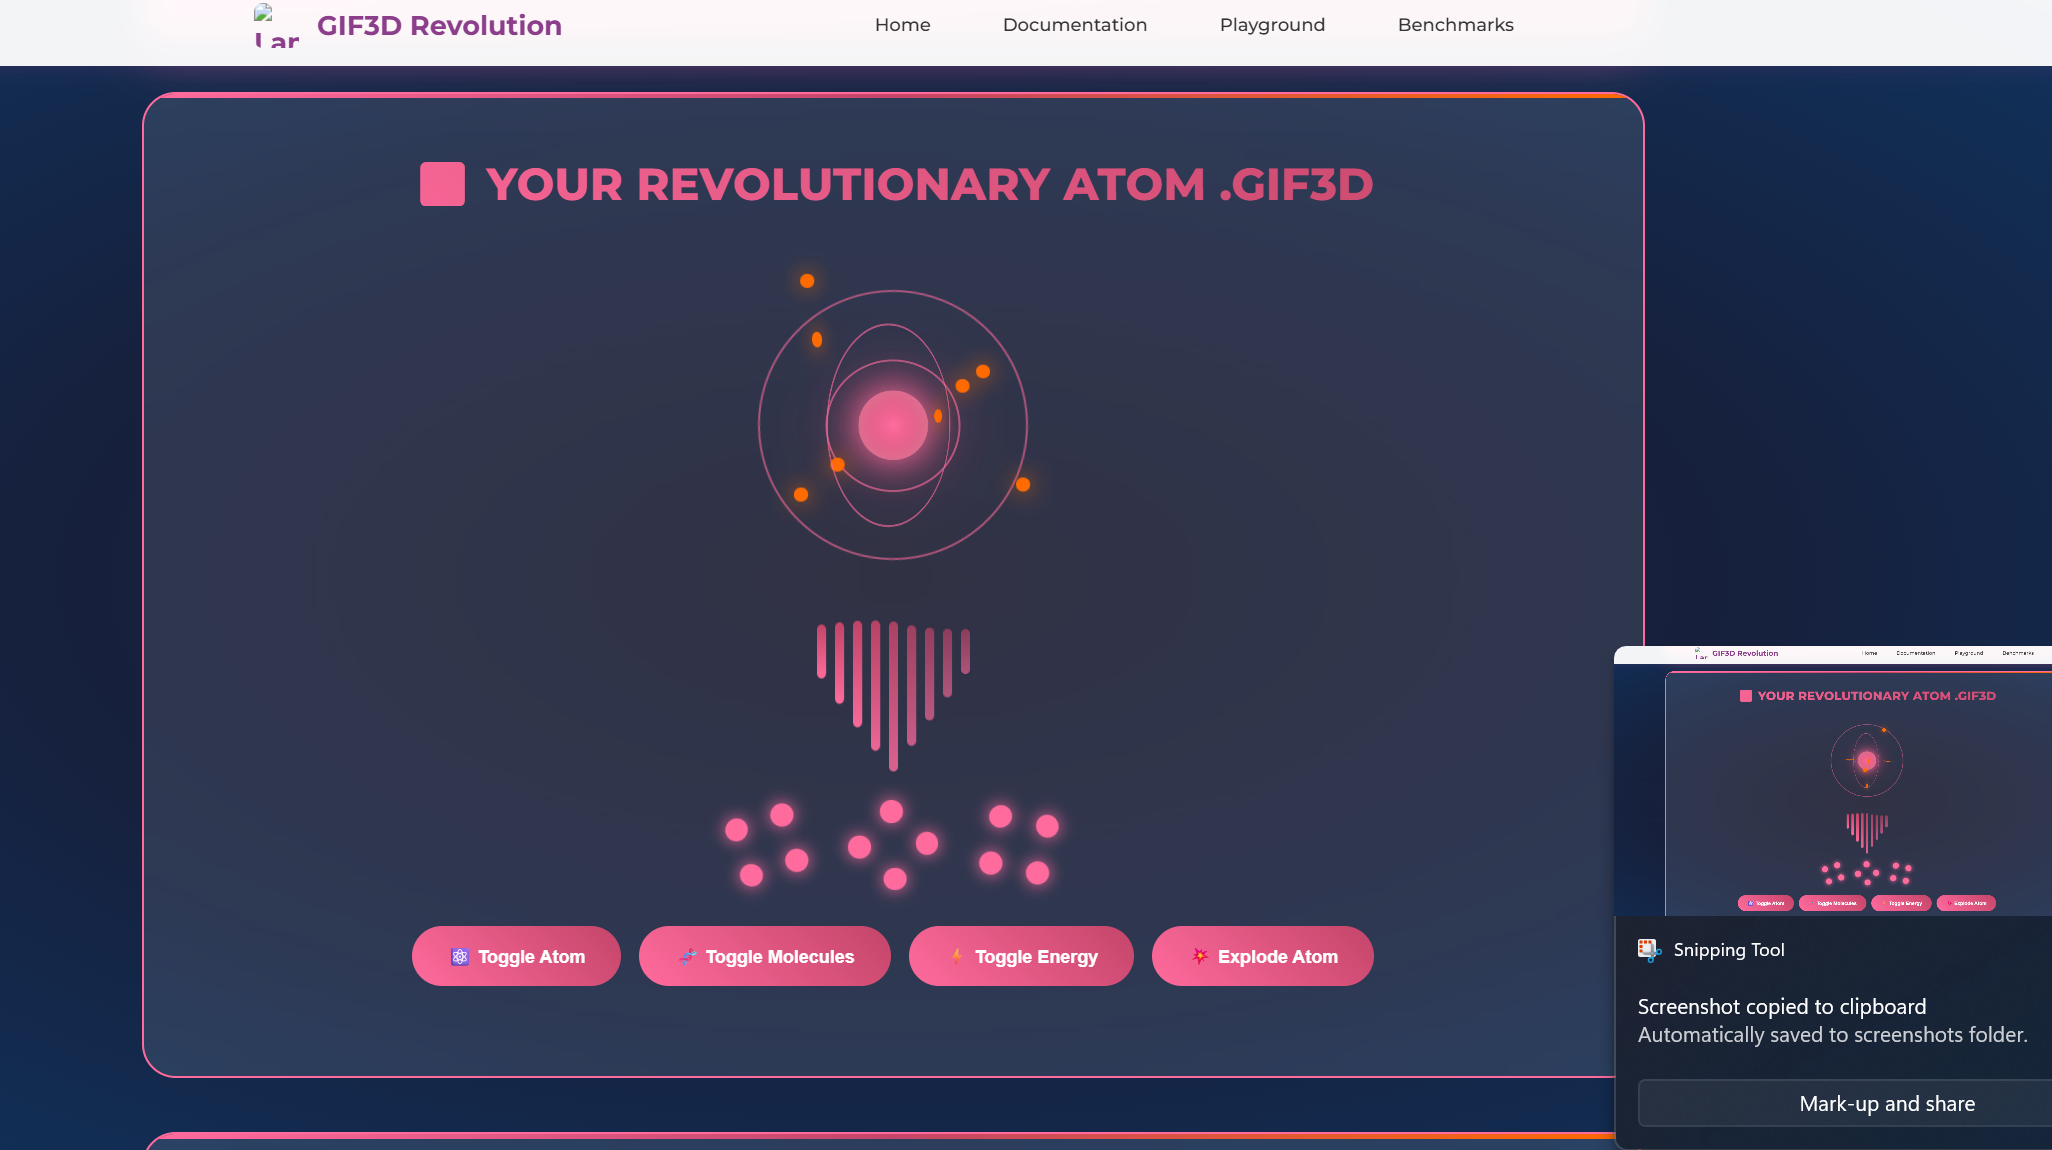 Lar
GIF3D Revolution
Home
Documentation
Playground
Benchmarks
YOUR REVOLUTIONARY ATOM .GIF3D
Toggle Atom
Toggle Molecules
Toggle Energy
Explode Atom
GIF3D Revolution
Home
Documentation
Playground
Benchmarks
YOUR REVOLUTIONARY ATOM .GIF3D
Toggle Atom
Toggle Molecules
Toggle Energy
Explode Atom
Snipping Tool
Screenshot copied to clipboard
Automatically saved to screenshots folder.
Mark-up and share